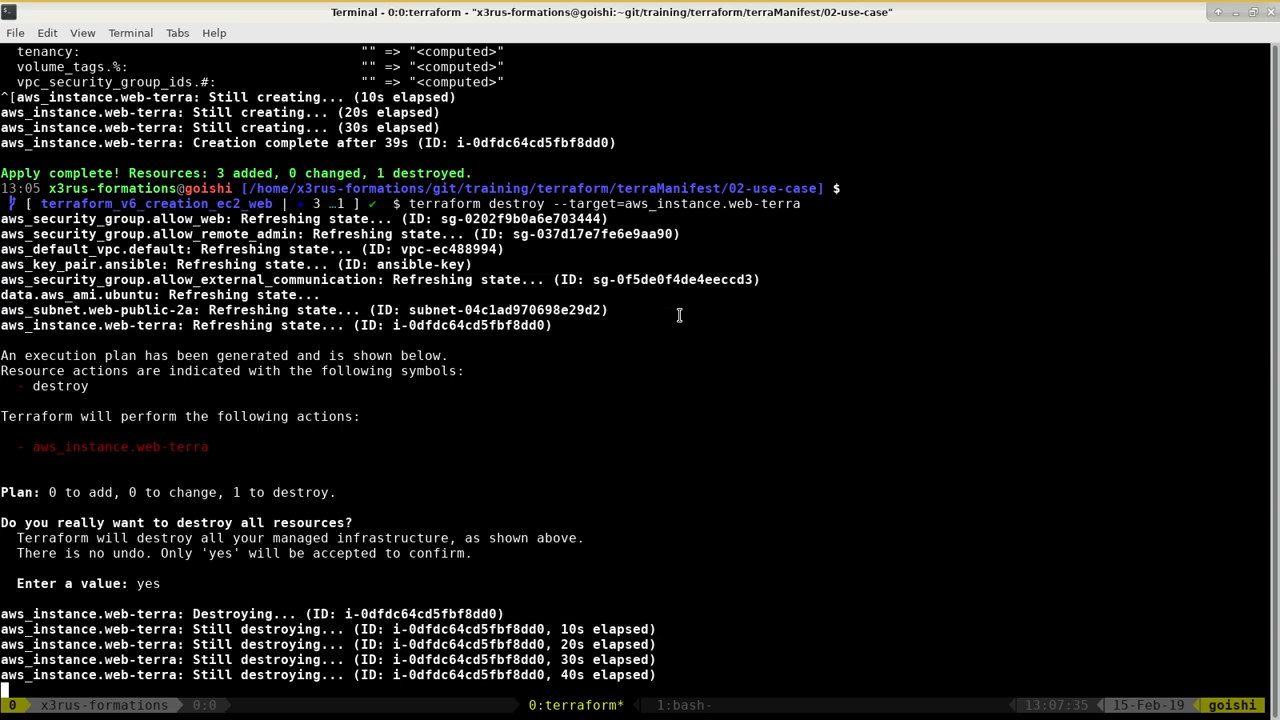 Terminal - 0:0:terraform - "x3rus-formations@goishi:~git/training/terraform/terraManifest/02-use-case"
File Edit View Terminal Tabs Help
tenancy: "" => "<computed>"
volume_tags.%: "" => "<computed>"
vpc_security_group_ids.#: "" => "<computed>"
^[aws_instance.web-terra: Still creating... (10s elapsed)
aws_instance.web-terra: Still creating... (20s elapsed)
aws_instance.web-terra: Still creating... (30s elapsed)
aws_instance.web-terra: Creation complete after 39s (ID: i-0dfdc64cd5fbf8dd0)
Apply complete! Resources: 3 added, 0 changed, 1 destroyed.
13:05 x3rus-formations@goishi [/home/x3rus-formations/git/training/terraform/terraManifest/02-use-case] $
[ terraform_v6_creation_ec2_web | 3 …1 ] ✔ $ terraform destroy --target=aws_instance.web-terra
aws_security_group.allow_web: Refreshing state... (ID: sg-0202f9b0a6e703444)
aws_security_group.allow_remote_admin: Refreshing state... (ID: sg-037d17e7fe6e9aa90)
aws_default_vpc.default: Refreshing state... (ID: vpc-ec488994)
aws_key_pair.ansible: Refreshing state... (ID: ansible-key)
aws_security_group.allow_external_communication: Refreshing state... (ID: sg-0f5de0f4de4eeccd3)
data.aws_ami.ubuntu: Refreshing state...
aws_subnet.web-public-2a: Refreshing state... (ID: subnet-04c1ad970698e29d2)
aws_instance.web-terra: Refreshing state... (ID: i-0dfdc64cd5fbf8dd0)
An execution plan has been generated and is shown below.
Resource actions are indicated with the following symbols:
- destroy
Terraform will perform the following actions:
- aws_instance.web-terra
Plan: 0 to add, 0 to change, 1 to destroy.
Do you really want to destroy all resources?
Terraform will destroy all your managed infrastructure, as shown above.
There is no undo. Only 'yes' will be accepted to confirm.
Enter a value: yes
aws_instance.web-terra: Destroying... (ID: i-0dfdc64cd5fbf8dd0)
aws_instance.web-terra: Still destroying... (ID: i-0dfdc64cd5fbf8dd0, 10s elapsed)
aws_instance.web-terra: Still destroying... (ID: i-0dfdc64cd5fbf8dd0, 20s elapsed)
aws_instance.web-terra: Still destroying... (ID: i-0dfdc64cd5fbf8dd0, 30s elapsed)
aws_instance.web-terra: Still destroying... (ID: i-0dfdc64cd5fbf8dd0, 40s elapsed)
0 x3rus-formations 0:0 0:terraform* 1:bash- 13:07:35 15-Feb-19 goishi